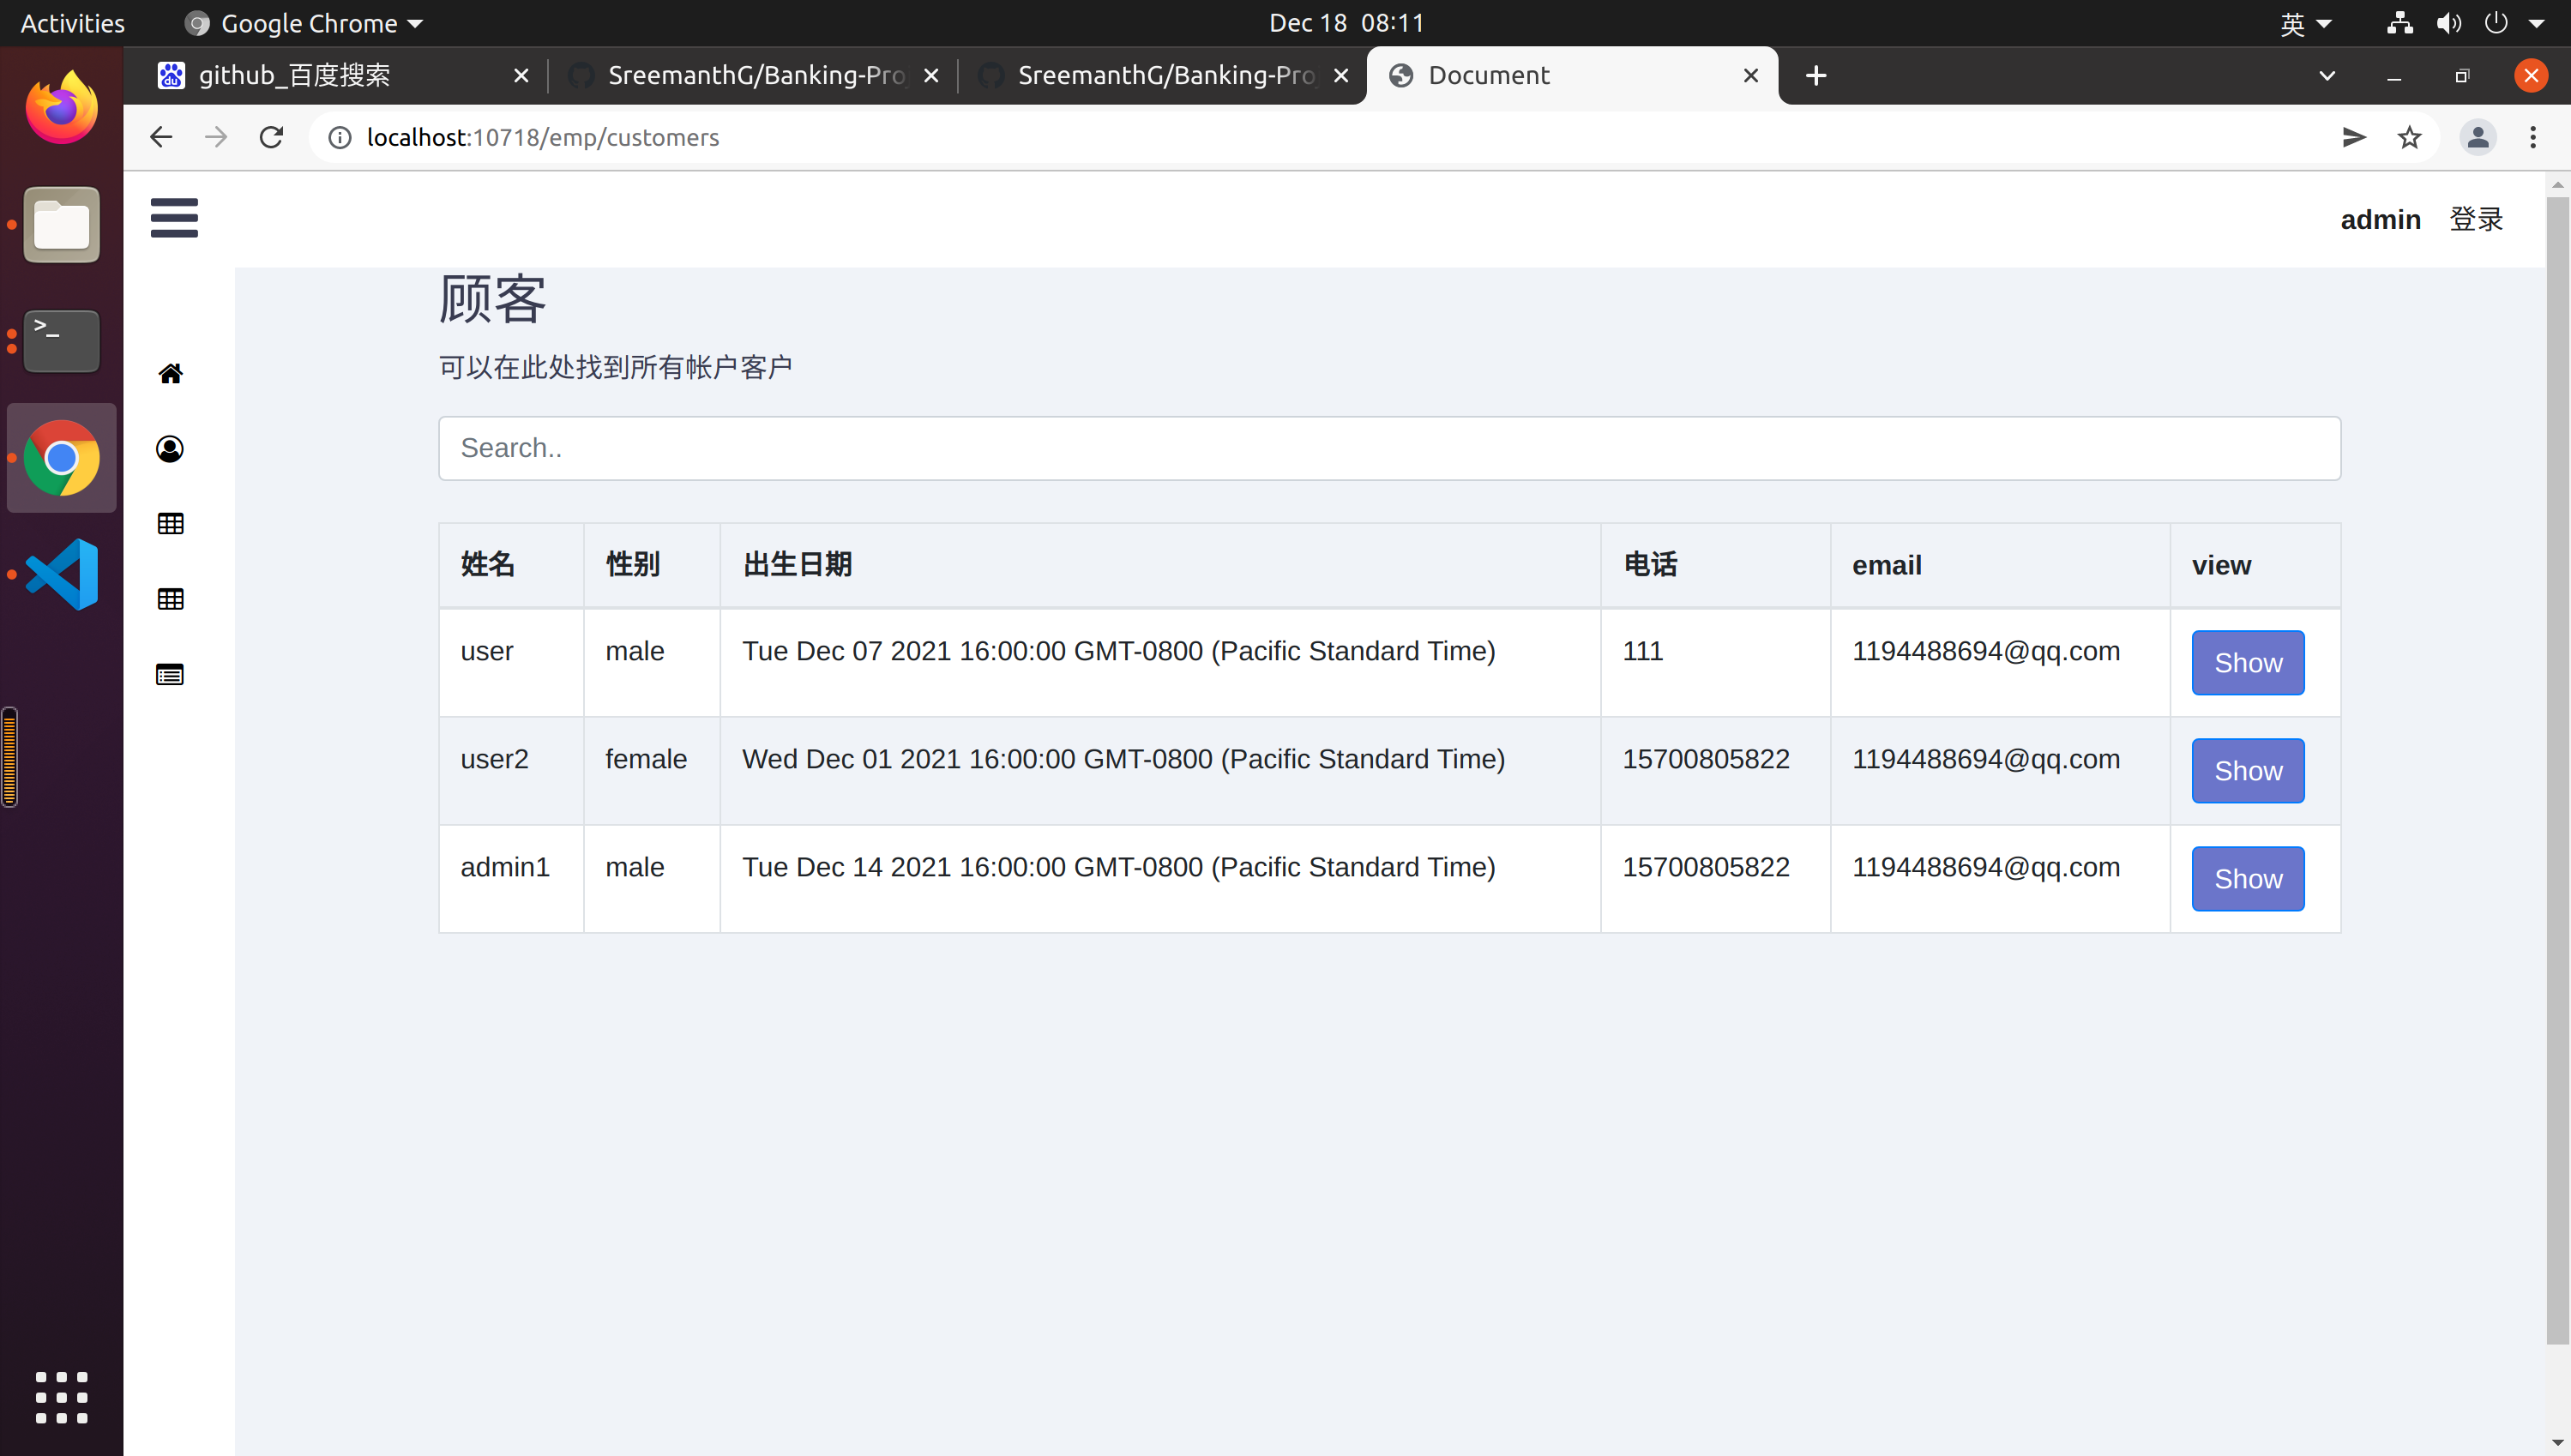 Activities Google Chrome Dec 18 08:11 英
github_百度搜索 SreemanthG/Banking-Pro SreemanthG/Banking-Pro Document
localhost:10718/emp/customers
admin 登录
顾客
可以在此处找到所有帐户客户
Search..
姓名 性别 出生日期 电话 email view
user male Tue Dec 07 2021 16:00:00 GMT-0800 (Pacific Standard Time) 111 1194488694@qq.com Show
user2 female Wed Dec 01 2021 16:00:00 GMT-0800 (Pacific Standard Time) 15700805822 1194488694@qq.com Show
admin1 male Tue Dec 14 2021 16:00:00 GMT-0800 (Pacific Standard Time) 15700805822 1194488694@qq.com Show